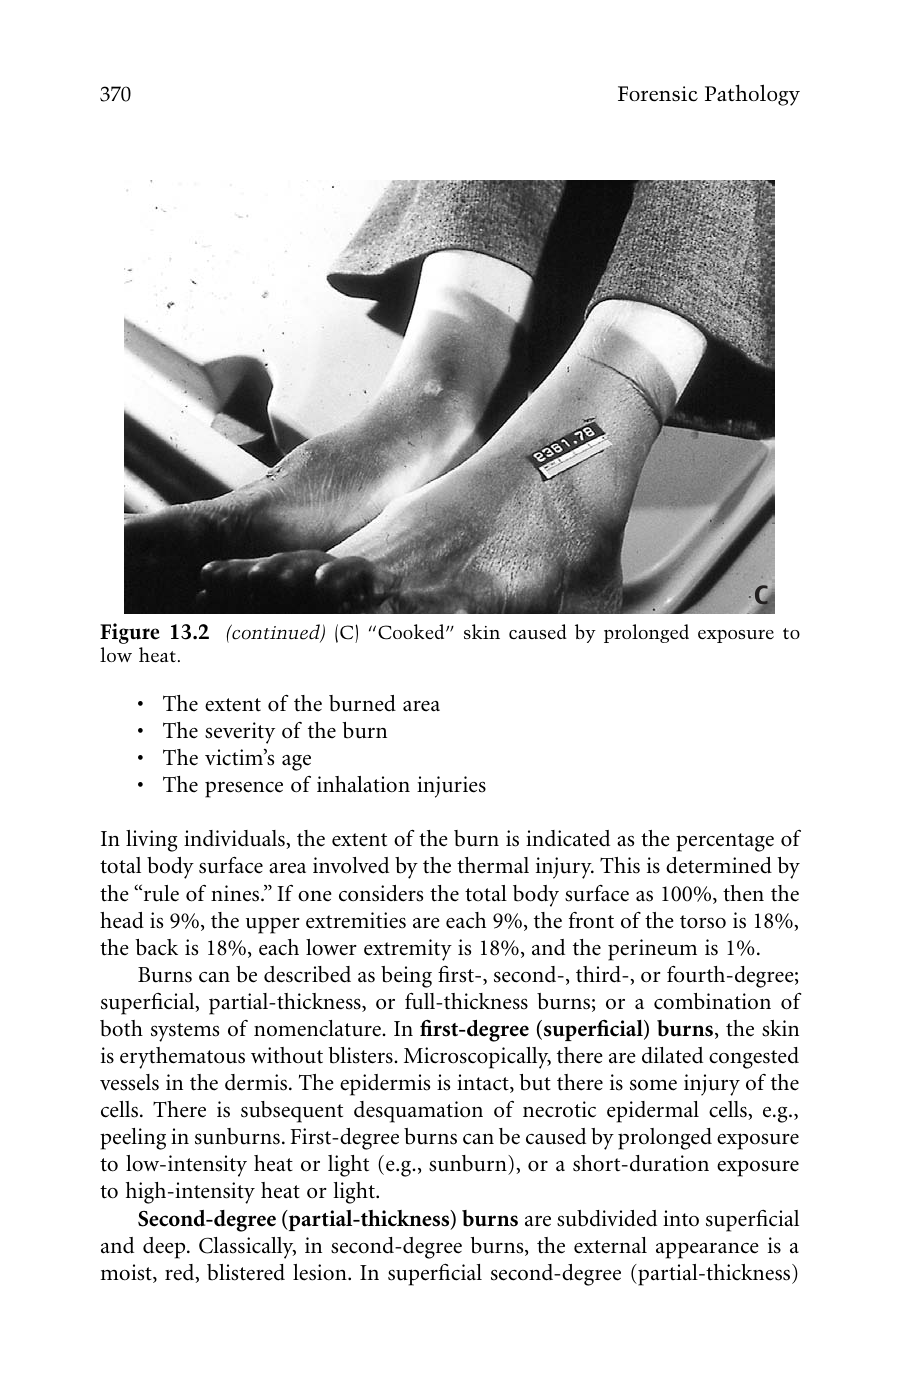 370 Forensic Pathology
2381.78
C
Figure 13.2 (continued) (C) “Cooked” skin caused by prolonged exposure to
low heat.
• The extent of the burned area
• The severity of the burn
• The victim’s age
• The presence of inhalation injuries
In living individuals, the extent of the burn is indicated as the percentage of
total body surface area involved by the thermal injury. This is determined by
the “rule of nines.” If one considers the total body surface as 100%, then the
head is 9%, the upper extremities are each 9%, the front of the torso is 18%,
the back is 18%, each lower extremity is 18%, and the perineum is 1%.
Burns can be described as being first-, second-, third-, or fourth-degree;
superficial, partial-thickness, or full-thickness burns; or a combination of
both systems of nomenclature. In first-degree (superficial) burns, the skin
is erythematous without blisters. Microscopically, there are dilated congested
vessels in the dermis. The epidermis is intact, but there is some injury of the
cells. There is subsequent desquamation of necrotic epidermal cells, e.g.,
peeling in sunburns. First-degree burns can be caused by prolonged exposure
to low-intensity heat or light (e.g., sunburn), or a short-duration exposure
to high-intensity heat or light.
Second-degree (partial-thickness) burns are subdivided into superficial
and deep. Classically, in second-degree burns, the external appearance is a
moist, red, blistered lesion. In superficial second-degree (partial-thickness)